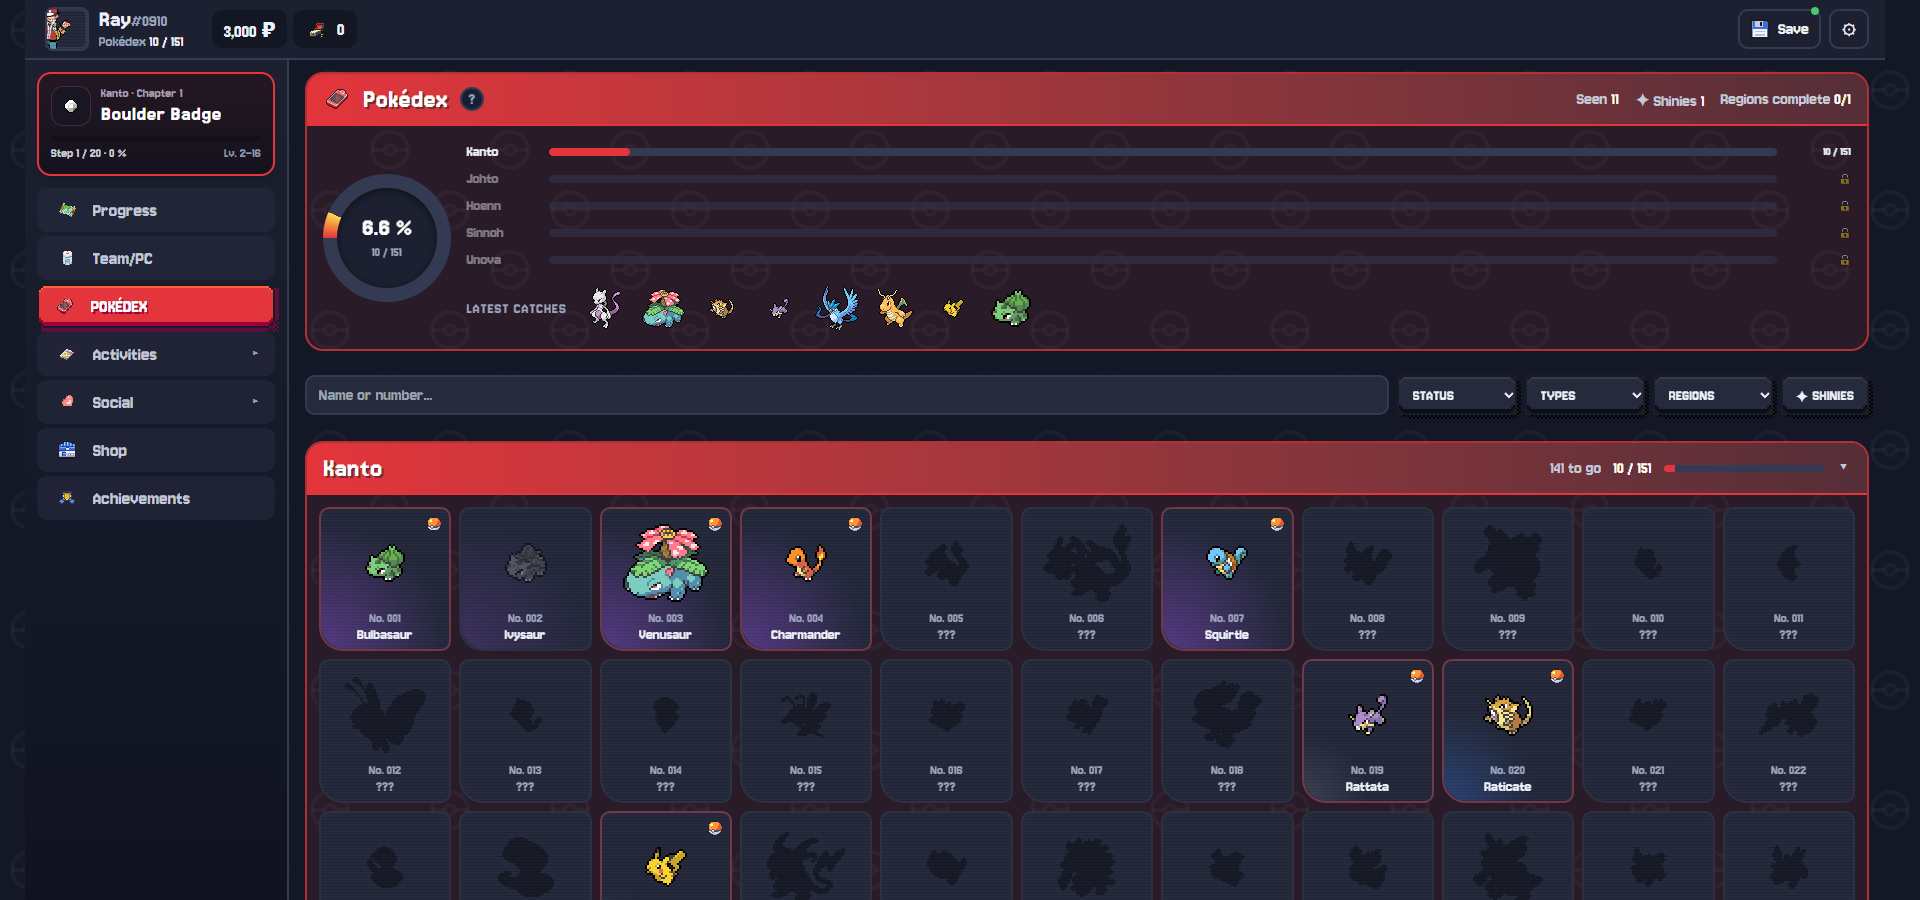 Ray#0910
Pokédex 10 / 151
3,000 ₽
0
Save
Kanto · Chapter 1
Boulder Badge
Step 1 / 20 · 0 %
Lv. 2–16
Progress
Team/PC
POKÉDEX
Activities
Social
Shop
Achievements
Pokédex ?
Seen 11
✦ Shinies 1
Regions complete 0/1
6.6 %
10 / 151
Kanto
10 / 151
Johto
Hoenn
Sinnoh
Unova
LATEST CATCHES
Name or number...
STATUS
TYPES
REGIONS
✦ SHINIES
Kanto
141 to go 10 / 151
No. 001
Bulbasaur
No. 002
Ivysaur
No. 003
Venusaur
No. 004
Charmander
No. 005
???
No. 006
???
No. 007
Squirtle
No. 008
???
No. 009
???
No. 010
???
No. 011
???
No. 012
???
No. 013
???
No. 014
???
No. 015
???
No. 016
???
No. 017
???
No. 018
???
No. 019
Rattata
No. 020
Raticate
No. 021
???
No. 022
???